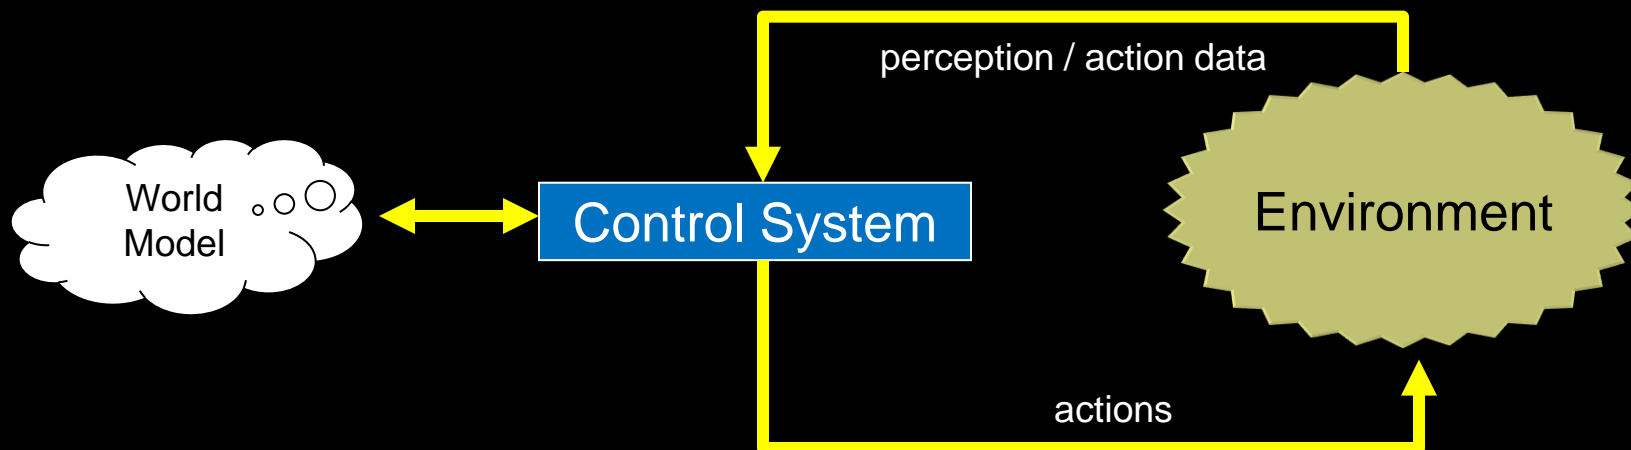 perception / action data
World
Model
Control System
Environment
actions